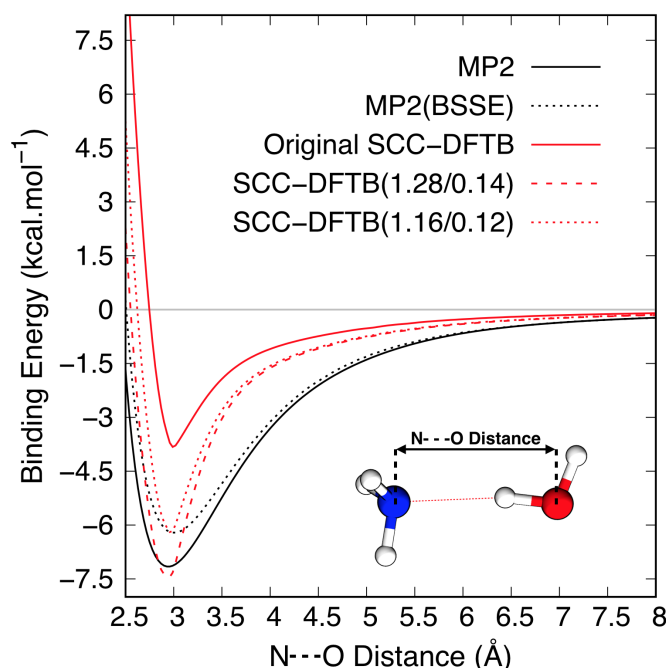 7.5
6
4.5
3
1.5
0
−1.5
−3
−4.5
−6
−7.5
Binding Energy (kcal.mol⁻¹)
MP2
MP2(BSSE)
Original SCC−DFTB
SCC−DFTB(1.28/0.14)
SCC−DFTB(1.16/0.12)
N---O Distance
2.5 3 3.5 4 4.5 5 5.5 6 6.5 7 7.5 8
N---O Distance (Å)